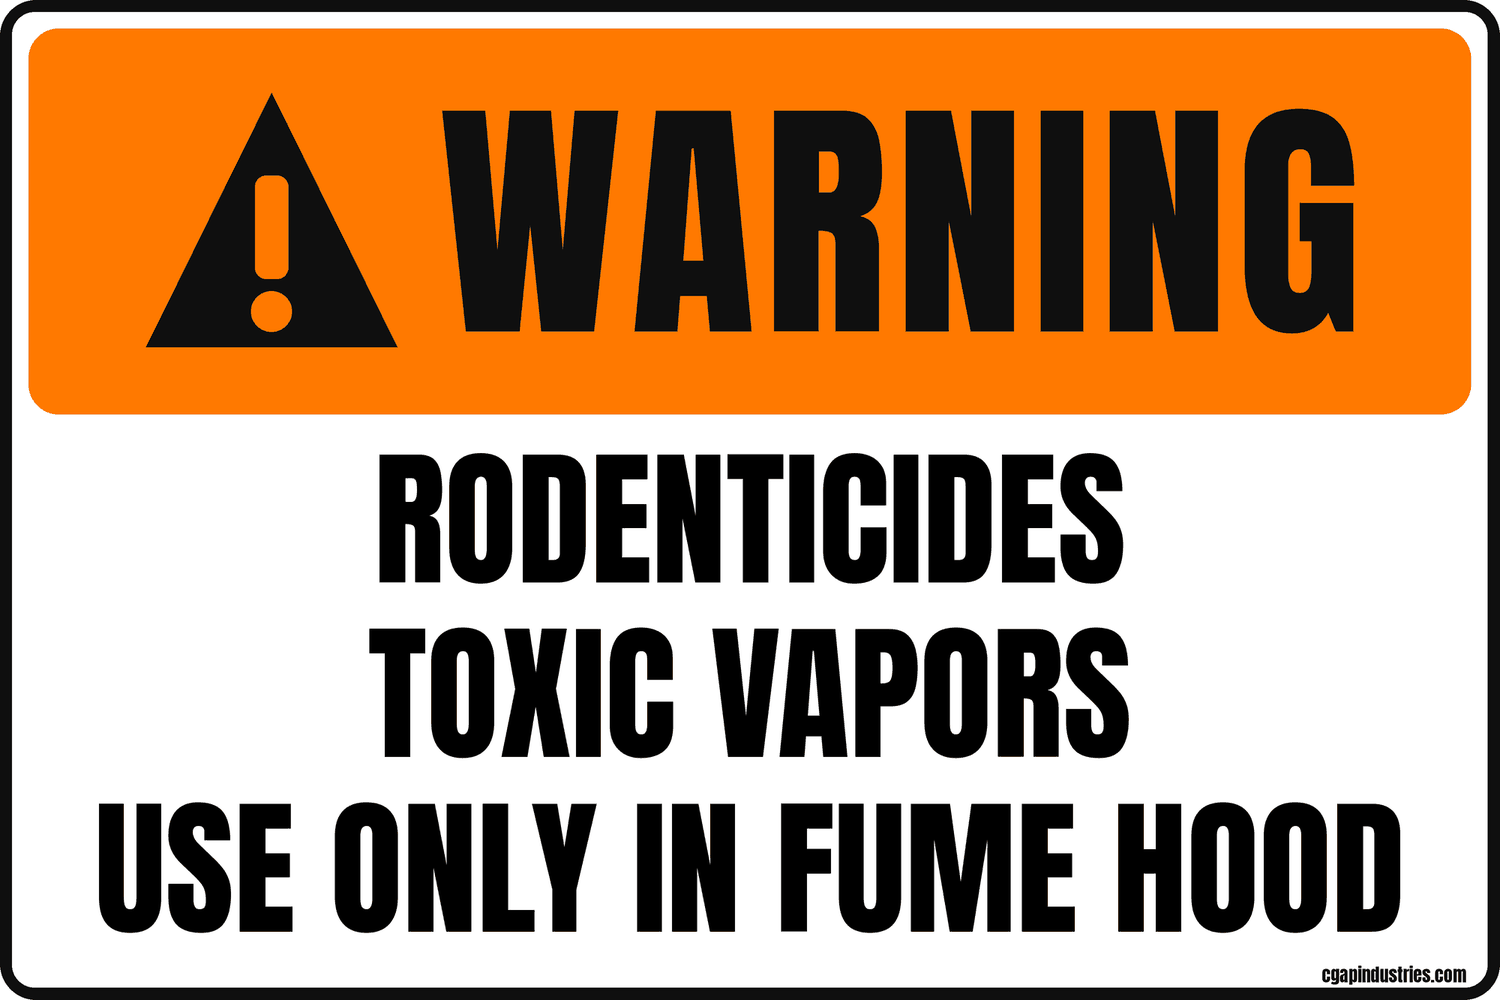 WARNING
RODENTICIDES
TOXIC VAPORS
USE ONLY IN FUME HOOD
cgapindustries.com